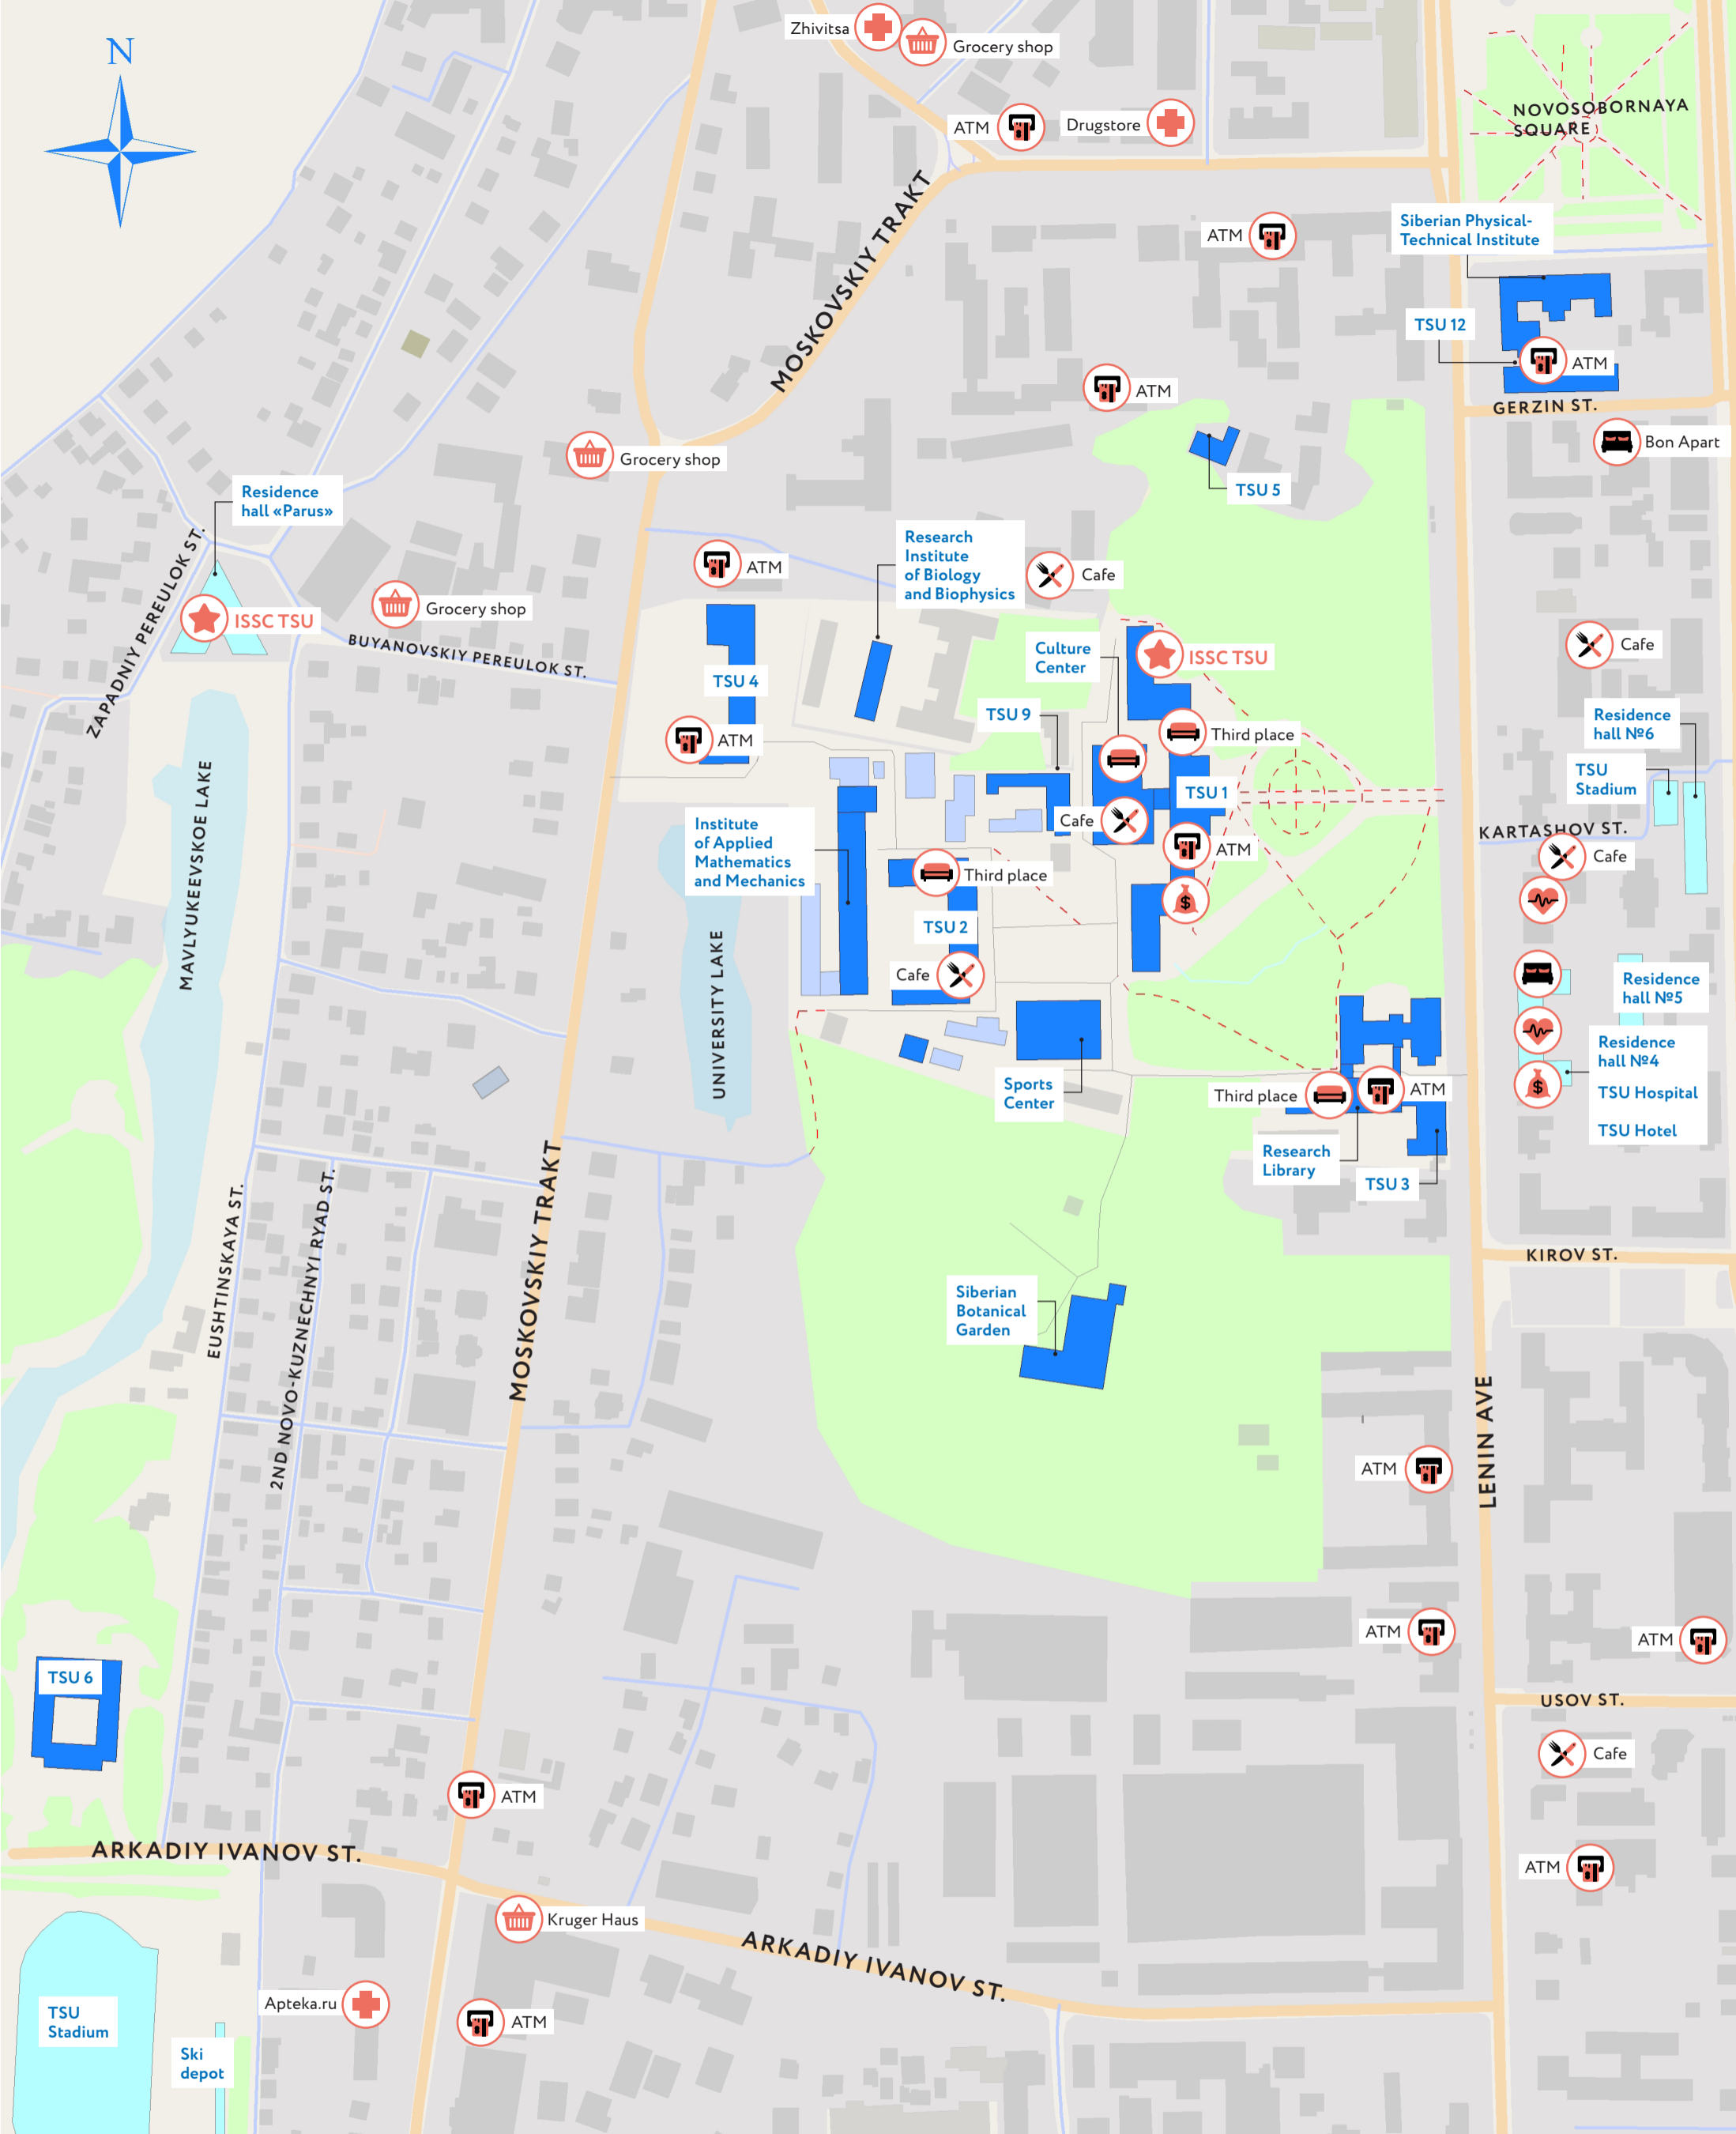 N
Zhivitsa
Grocery shop
ATM
Drugstore
NOVOSOBORNAYA
SQUARE
MOSKOVSKIY TRAKT
ATM
Siberian Physical-
Technical Institute
TSU 12
ATM
GERZIN ST.
Bon Apart
ATM
Grocery shop
TSU 5
Residence
hall «Parus»
ZAPADNIY PEREULOK ST.
ISSC TSU
Grocery shop
BUYANOVSKIY PEREULOK ST.
ATM
Research
Institute
of Biology
and Biophysics
Cafe
Culture
Center
ISSC TSU
Cafe
TSU 4
ATM
TSU 9
Third place
Residence
hall №6
TSU
Stadium
TSU 1
Cafe
ATM
KARTASHOV ST.
Cafe
MAVLYUKEEVSKOE LAKE
Institute
of Applied
Mathematics
and Mechanics
Third place
TSU 2
Cafe
UNIVERSITY LAKE
Residence
hall №5
Residence
hall №4
TSU Hospital
TSU Hotel
Sports
Center
Third place
ATM
Research
Library
TSU 3
EUSHTINSKAYA ST.
2ND NOVO-KUZNECHNYI RYAD ST.
MOSKOVSKIY TRAKT
KIROV ST.
Siberian
Botanical
Garden
LENIN AVE
ATM
ATM
ATM
TSU 6
USOV ST.
Cafe
ATM
ARKADIY IVANOV ST.
ATM
Kruger Haus
ARKADIY IVANOV ST.
Apteka.ru
ATM
TSU
Stadium
Ski
depot